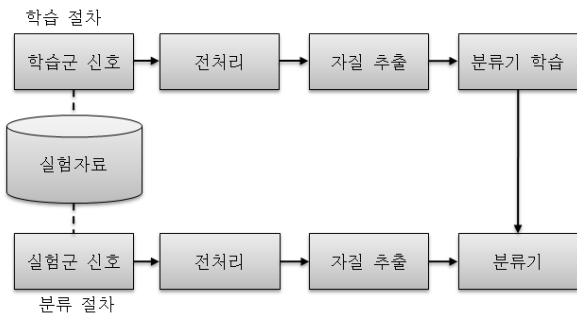 학습 절차
학습군 신호
전처리
자질 추출
분류기 학습
실험자료
실험군 신호
전처리
자질 추출
분류기
분류 절차